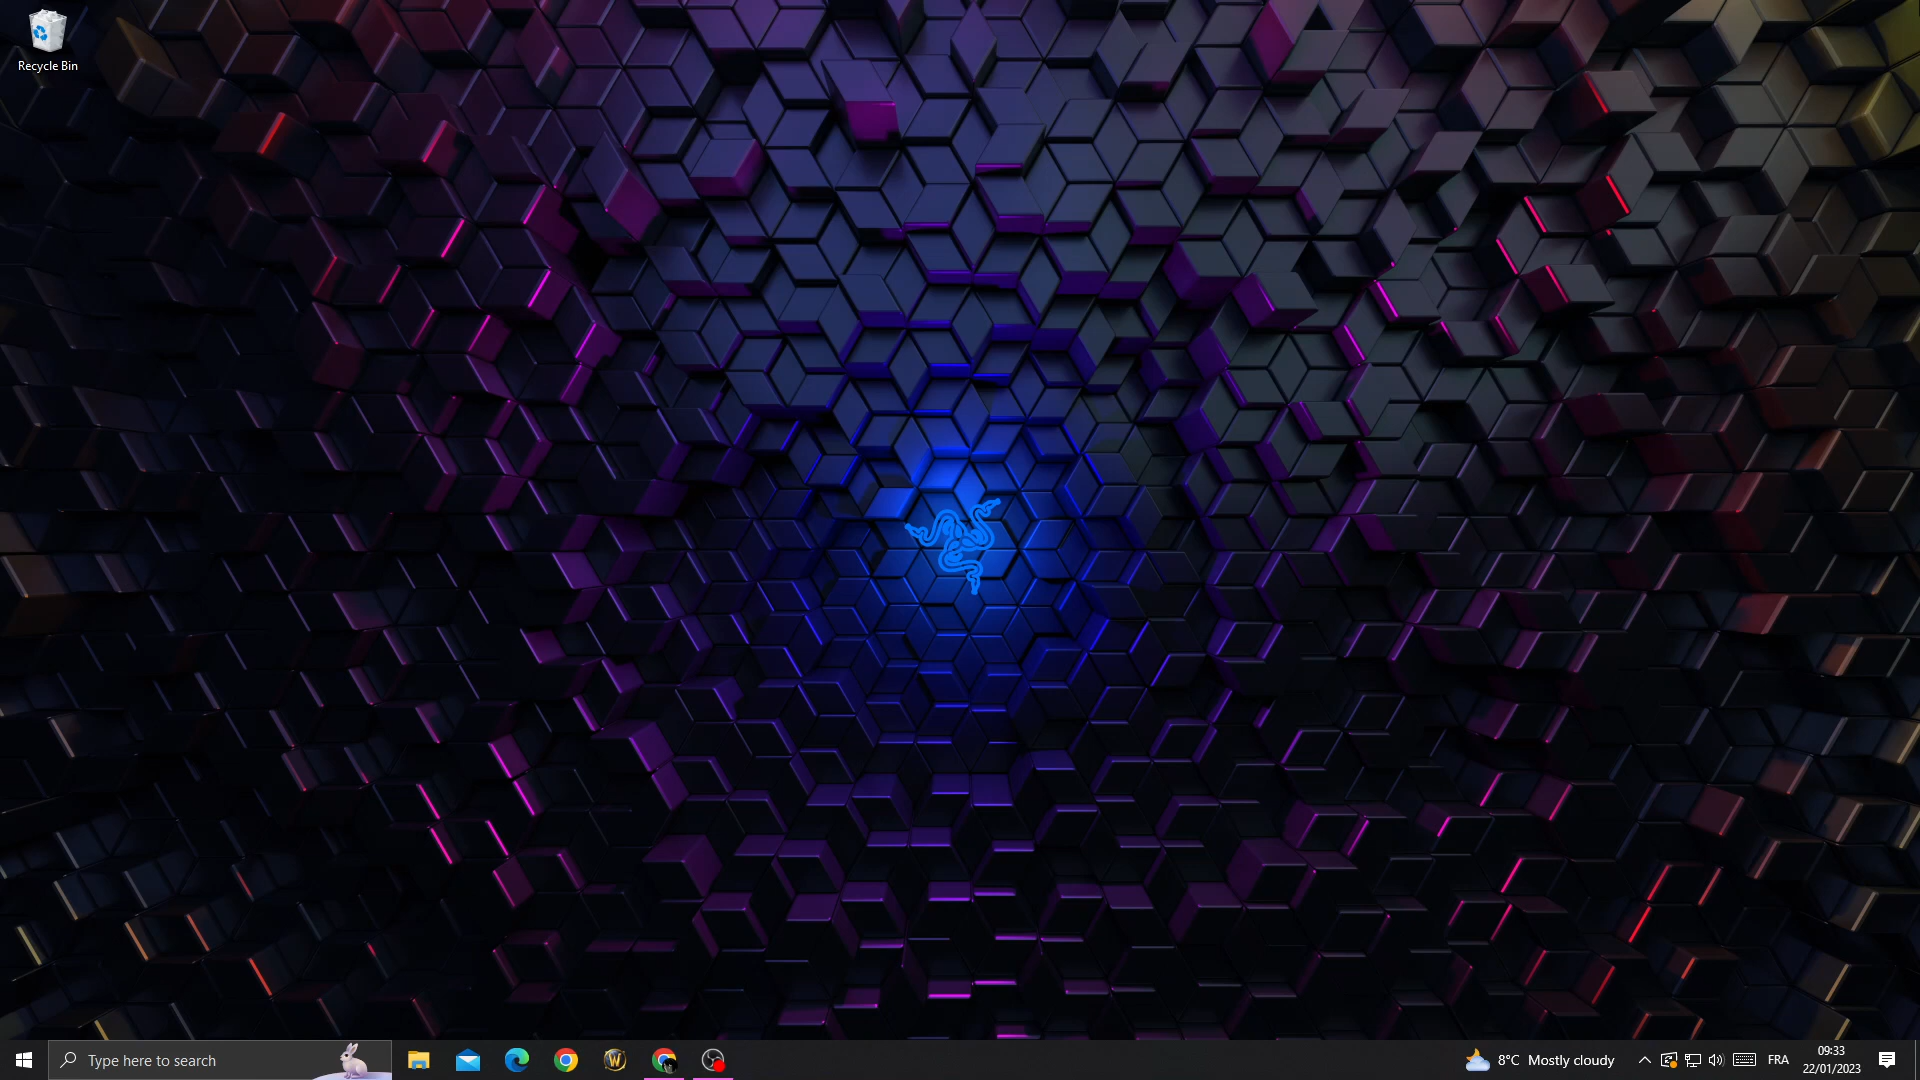 Recycle Bin
Type here to search
W
8°C Mostly cloudy
FRA
09:33
22/01/2023